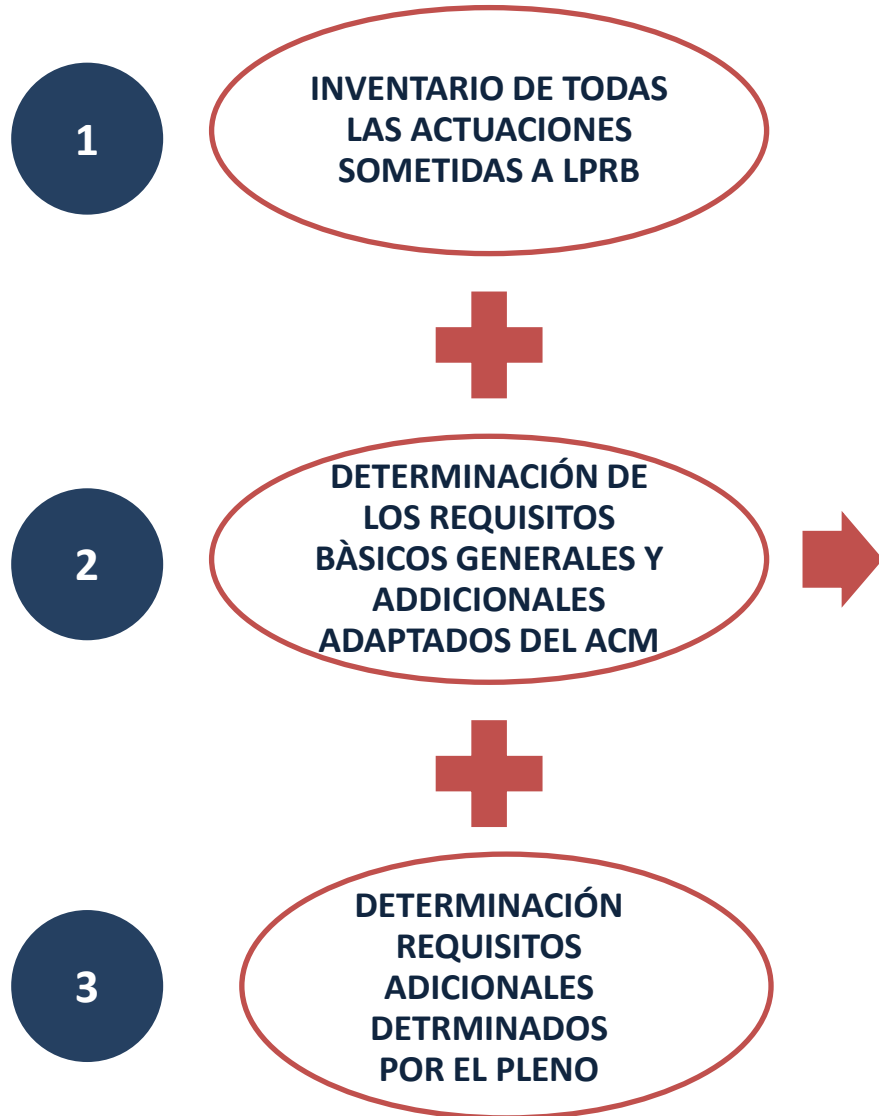 1
INVENTARIO DE TODAS
LAS ACTUACIONES
SOMETIDAS A LPRB
2
DETERMINACIÓN DE
LOS REQUISITOS
BÀSICOS GENERALES Y
ADDICIONALES
ADAPTADOS DEL ACM
3
DETERMINACIÓN
REQUISITOS
ADICIONALES
DETRMINADOS
POR EL PLENO